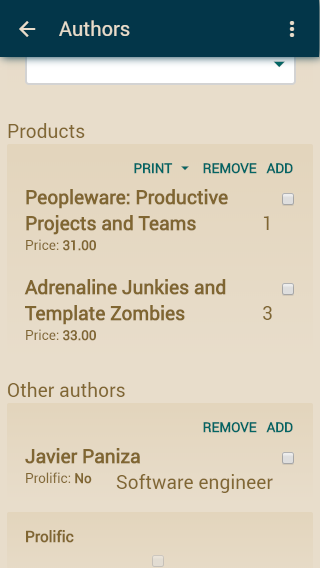 Authors
Products
PRINT REMOVE ADD
Peopleware: Productive
Projects and Teams 1
Price: 31.00
Adrenaline Junkies and
Template Zombies 3
Price: 33.00
Other authors
REMOVE ADD
Javier Paniza
Prolific: No Software engineer
Prolific